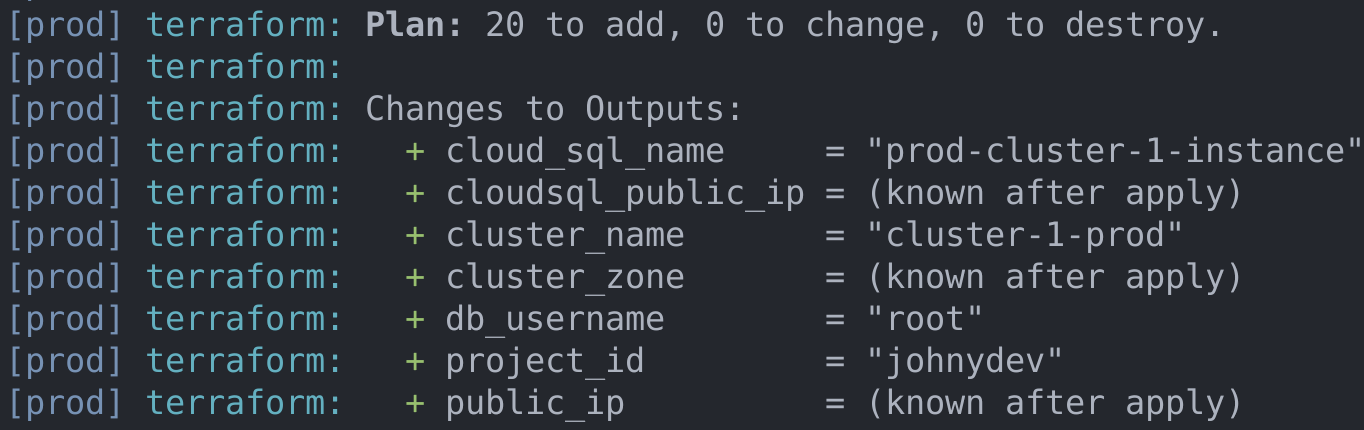 [prod] terraform: Plan: 20 to add, 0 to change, 0 to destroy.
[prod] terraform:
[prod] terraform: Changes to Outputs:
[prod] terraform:   + cloud_sql_name     = "prod-cluster-1-instance"
[prod] terraform:   + cloudsql_public_ip = (known after apply)
[prod] terraform:   + cluster_name       = "cluster-1-prod"
[prod] terraform:   + cluster_zone       = (known after apply)
[prod] terraform:   + db_username        = "root"
[prod] terraform:   + project_id         = "johnydev"
[prod] terraform:   + public_ip          = (known after apply)